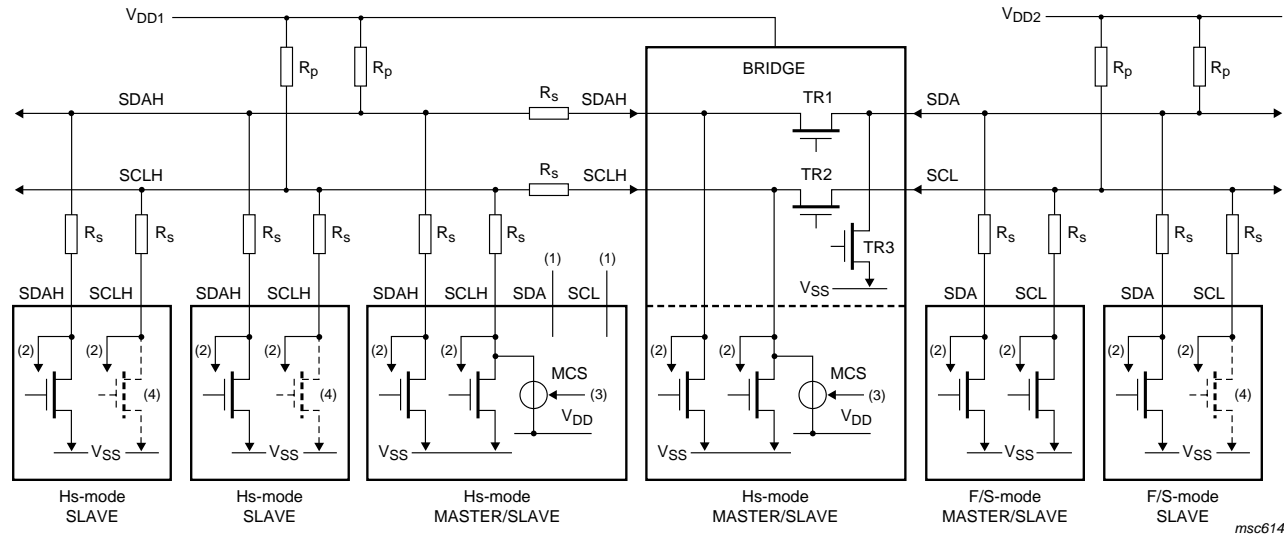 VDD1
VDD2
BRIDGE
Rp Rp Rp Rp
SDAH Rs SDAH TR1 SDA
SCLH Rs SCLH TR2 SCL
Rs Rs Rs Rs Rs Rs TR3 Rs Rs Rs Rs
(1) (1)
VSS
SDAH SCLH SDAH SCLH SDAH SCLH SDA SCL SDA SCL SDA SCL
(2) (2) (2) (2) (2) (2) (2) (2) (2) (2) (2) (2)
MCS MCS
(4) (4) (3) (3) (4)
VDD VDD
VSS VSS VSS VSS VSS VSS
Hs-mode
SLAVE
Hs-mode
SLAVE
Hs-mode
MASTER/SLAVE
Hs-mode
MASTER/SLAVE
F/S-mode
MASTER/SLAVE
F/S-mode
SLAVE
msc614